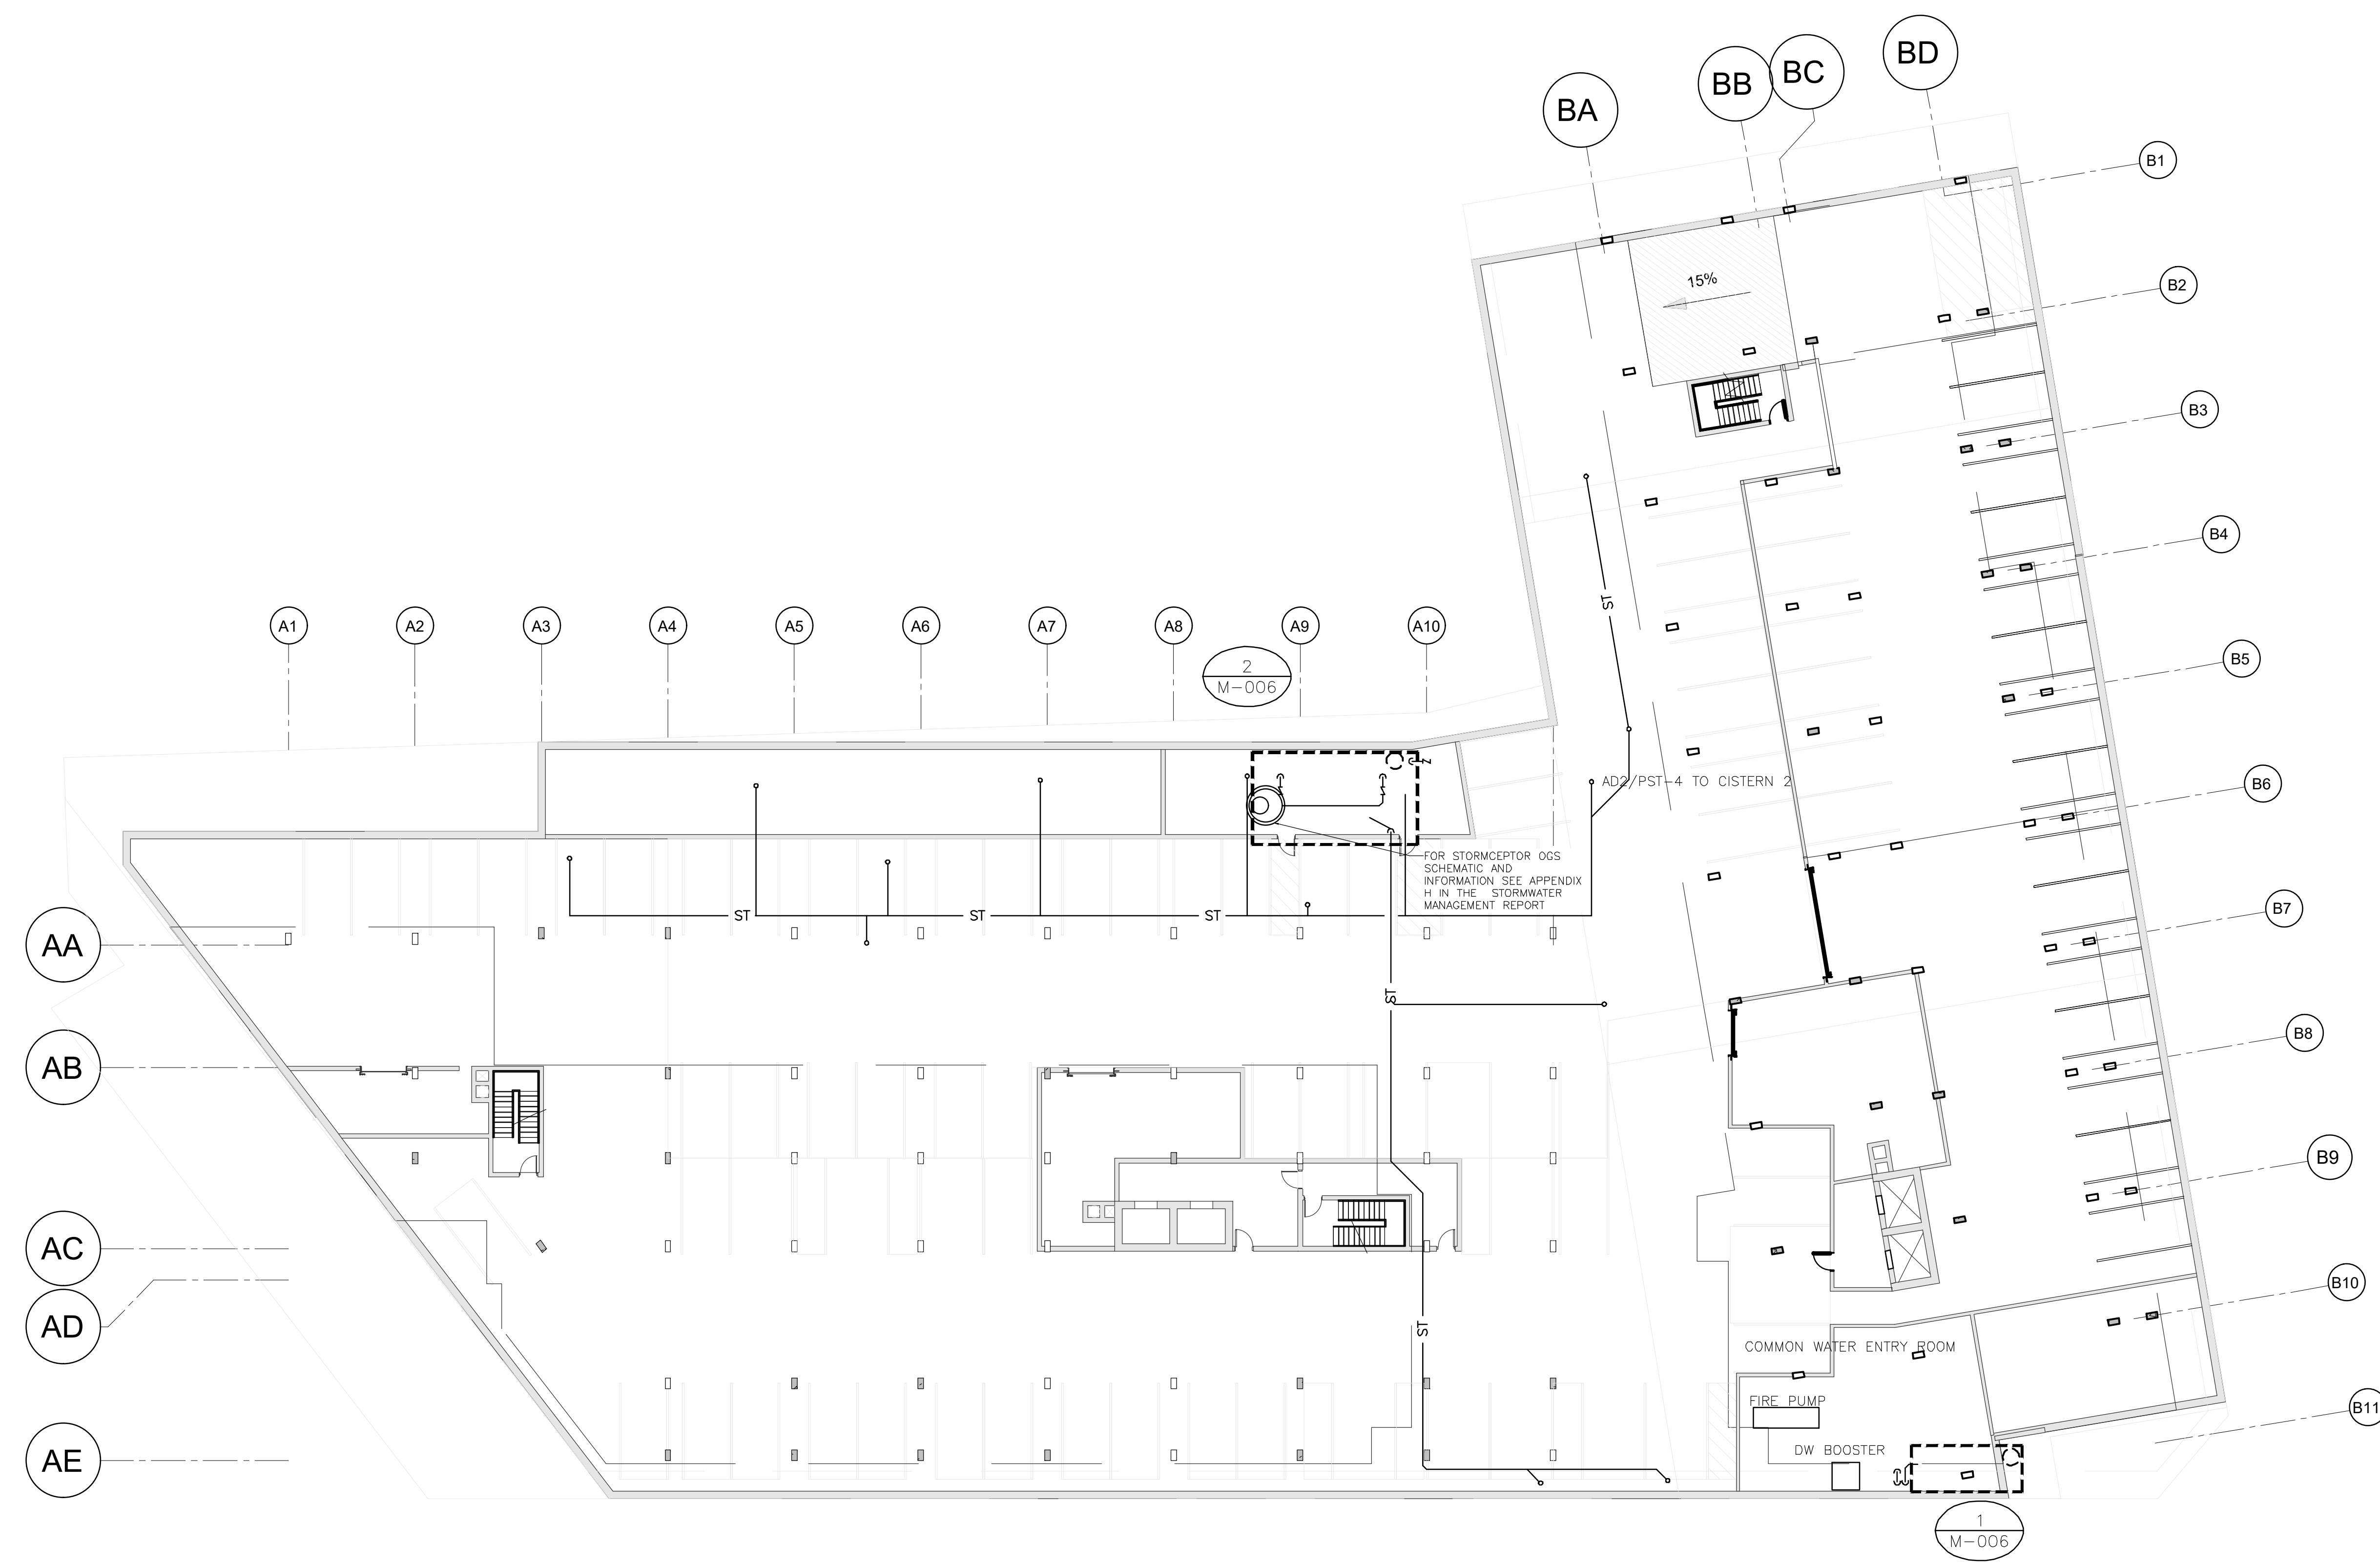 BA
BB
BC
BD
B1
15%
B2
B3
B4
ST
A1
A2
A3
A4
A5
A6
A7
A8
A9
A10
B5
2
M-006
B6
AD2/PST-4 TO CISTERN 2
FOR STORMCEPTOR OGS
SCHEMATIC AND
INFORMATION SEE APPENDIX
H IN THE STORMWATER
MANAGEMENT REPORT
B7
ST
ST
ST
AA
ST
B8
AB
B9
AC
B10
AD
ST
COMMON WATER ENTRY ROOM
FIRE PUMP
B11
DW BOOSTER
AE
1
M-006